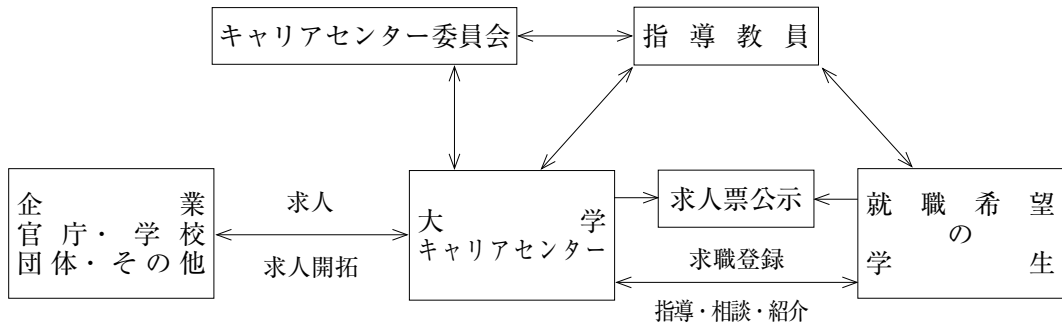 キャリアセンター委員会
指導教員
企業
官庁・学校
団体・その他
求人
求人開拓
大学
キャリアセンター
求人票公示
求職登録
指導・相談・紹介
就職希望
の
学生